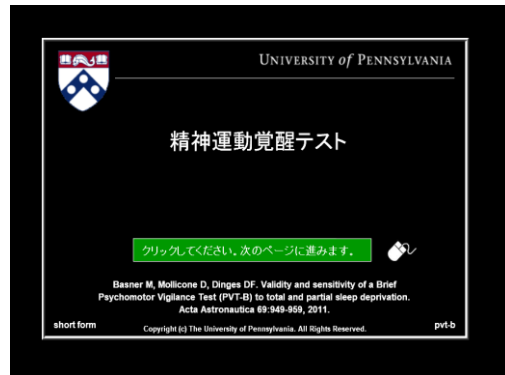 UNIVERSITY of PENNSYLVANIA
精神運動覚醒テスト
クリックしてください。次のページに進みます。
Basner M, Mollicone D, Dinges DF. Validity and sensitivity of a Brief
Psychomotor Vigilance Test (PVT-B) to total and partial sleep deprivation.
Acta Astronautica 69:949-959, 2011.
short form
Copyright (c) The University of Pennsylvania. All Rights Reserved.
pvt-b